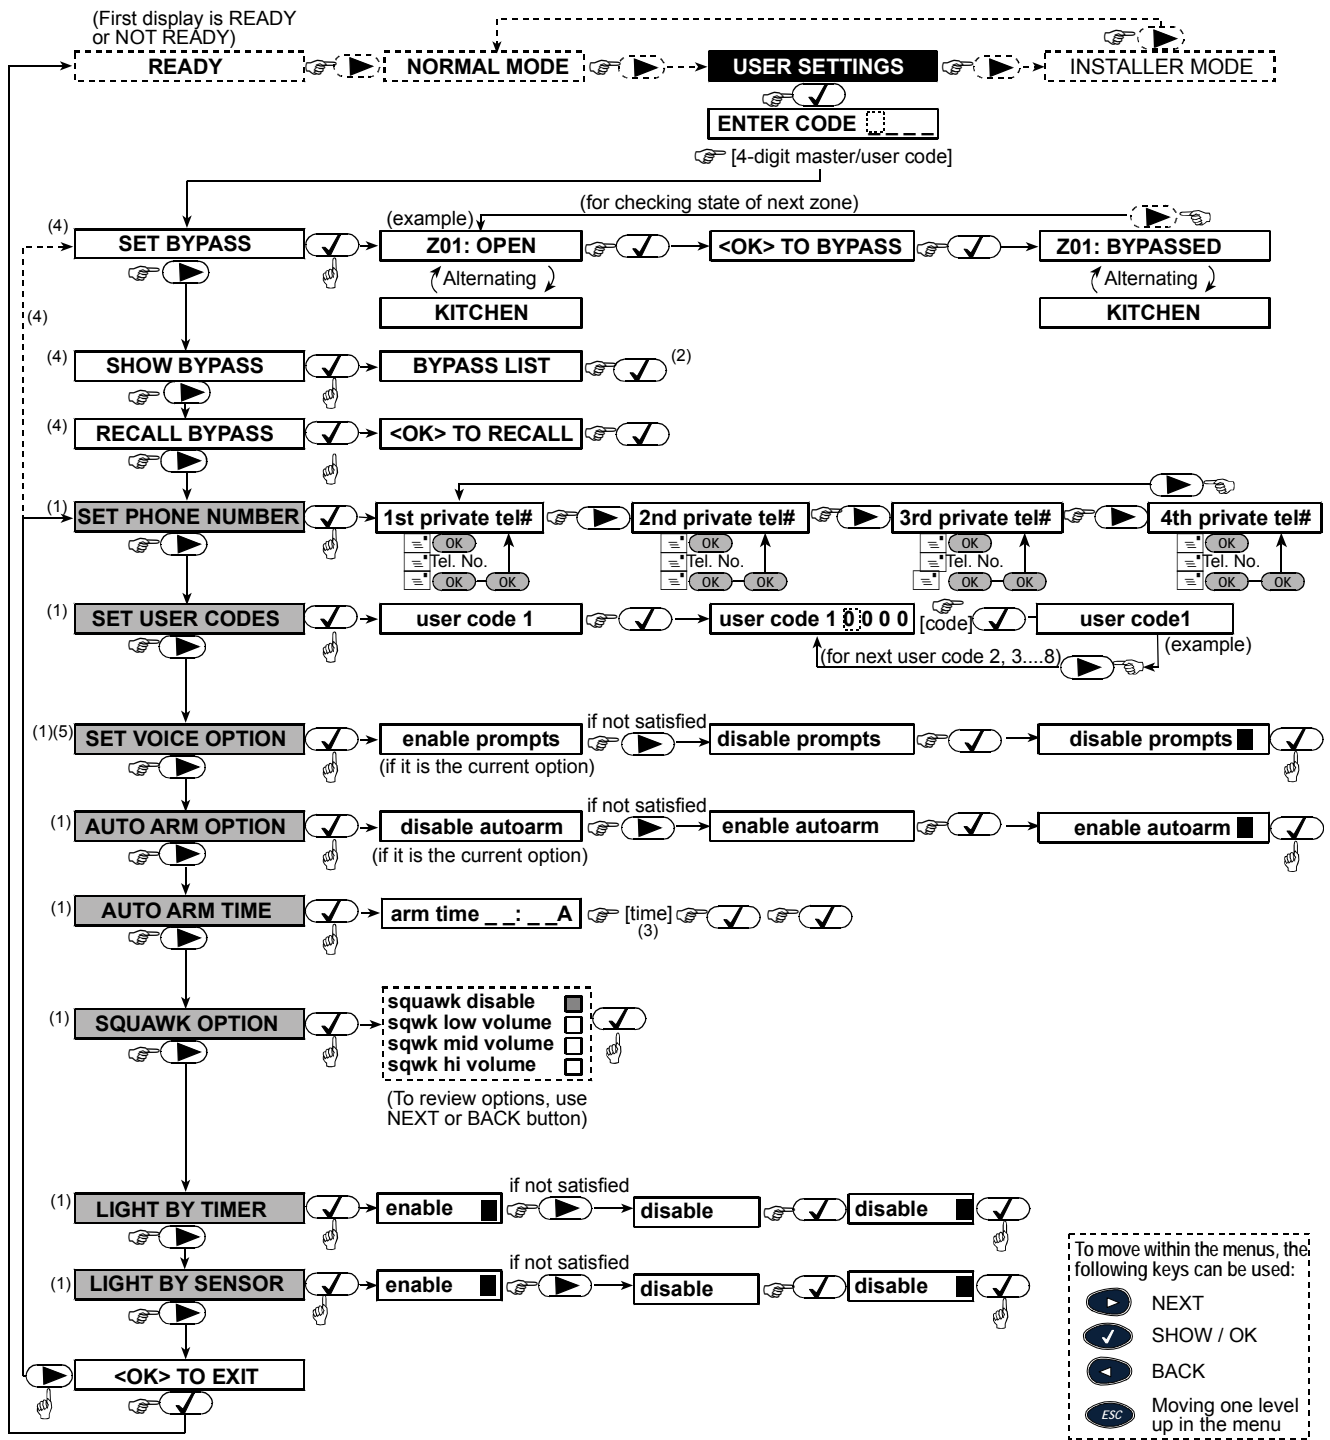 (First display is READY
or NOT READY)
READY
NORMAL MODE
USER SETTINGS
INSTALLER MODE
ENTER CODE _ _ _ _
[4-digit master/user code]
(for checking state of next zone)
(example)
(4)
SET BYPASS
Z01: OPEN
<OK> TO BYPASS
Z01: BYPASSED
Alternating
Alternating
KITCHEN
KITCHEN
(4)
(4)
SHOW BYPASS
BYPASS LIST
(2)
(4)
RECALL BYPASS
<OK> TO RECALL
(1)
SET PHONE NUMBER
1st private tel#
2nd private tel#
3rd private tel#
4th private tel#
OK
OK
OK
OK
Tel. No.
Tel. No.
Tel. No.
Tel. No.
OK
OK
OK
OK
OK
OK
OK
OK
(1)
SET USER CODES
user code 1
user code 1 0 0 0 0
[code]
user code1
(example)
(for next user code 2, 3....8)
(1)(5)
SET VOICE OPTION
enable prompts
if not satisfied
disable prompts
disable prompts
(if it is the current option)
(1)
AUTO ARM OPTION
disable autoarm
if not satisfied
enable autoarm
enable autoarm
(if it is the current option)
(1)
AUTO ARM TIME
arm time _ _: _ _A
[time]
(3)
(1)
SQUAWK OPTION
squawk disable
sqwk low volume
sqwk mid volume
sqwk hi volume
(To review options, use
NEXT or BACK button)
(1)
LIGHT BY TIMER
enable
if not satisfied
disable
disable
(1)
LIGHT BY SENSOR
enable
if not satisfied
disable
disable
<OK> TO EXIT
To move within the menus, the
following keys can be used:
NEXT
SHOW / OK
BACK
ESC
Moving one level
up in the menu